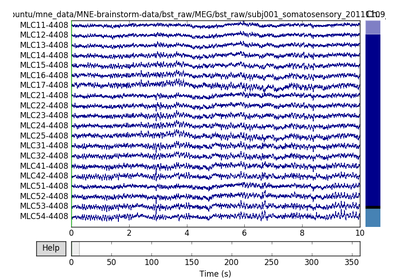 untu/mne_data/MNE-brainstorm-data/bst_raw/MEG/bst_raw/subj001_somatosensory_2011
MLC11-4408
MLC12-4408
MLC13-4408
MLC14-4408
MLC15-4408
MLC16-4408
MLC17-4408
MLC21-4408
MLC22-4408
MLC23-4408
MLC24-4408
MLC25-4408
MLC31-4408
MLC32-4408
MLC41-4408
MLC42-4408
MLC51-4408
MLC52-4408
MLC53-4408
MLC54-4408
0 2 4 6 8 10
Help
0 50 100 150 200 250 300 350
Time (s)